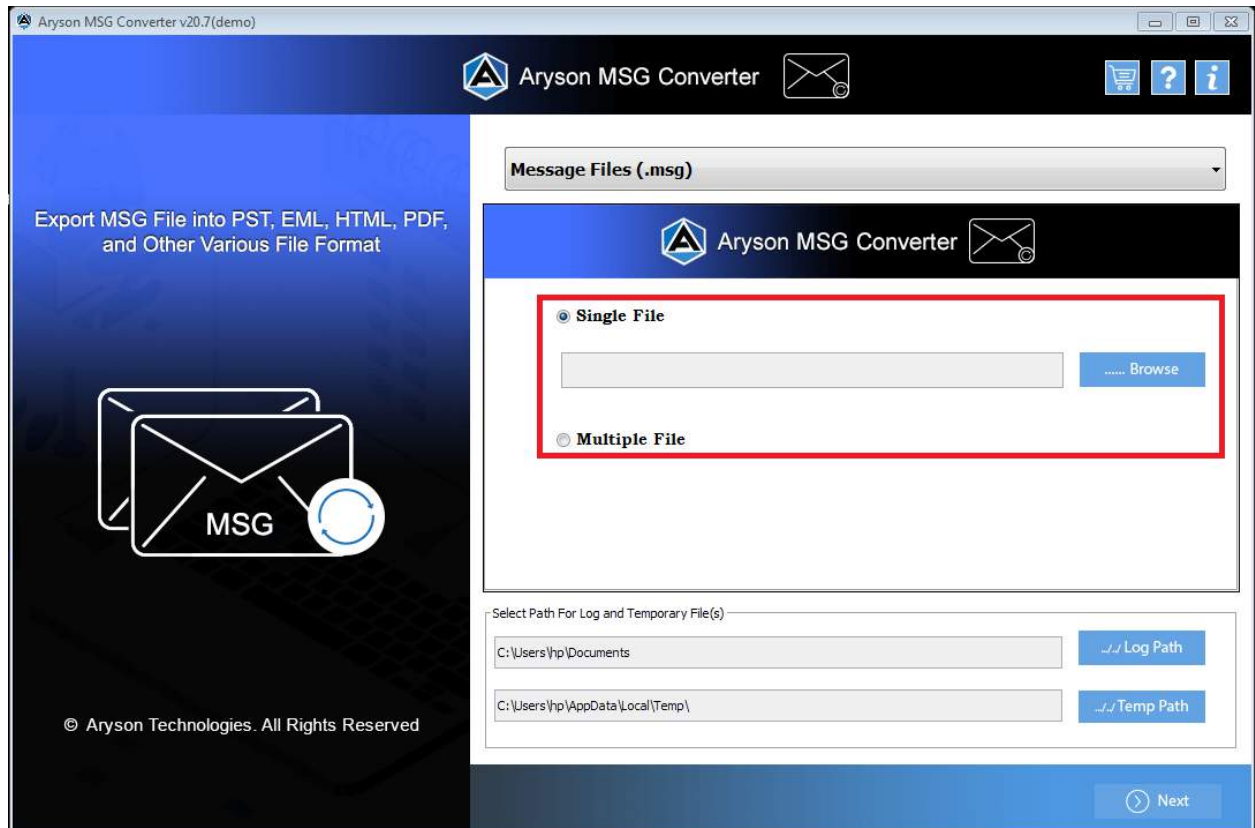 Aryson MSG Converter v20.7(demo)
Aryson MSG Converter
Export MSG File into PST, EML, HTML, PDF,
and Other Various File Format
MSG
© Aryson Technologies. All Rights Reserved
Message Files (.msg)
Aryson MSG Converter
Single File
...... Browse
Multiple File
Select Path For Log and Temporary File(s)
C:\Users\hp\Documents
../../ Log Path
C:\Users\hp\AppData\Local\Temp\
../../ Temp Path
Next